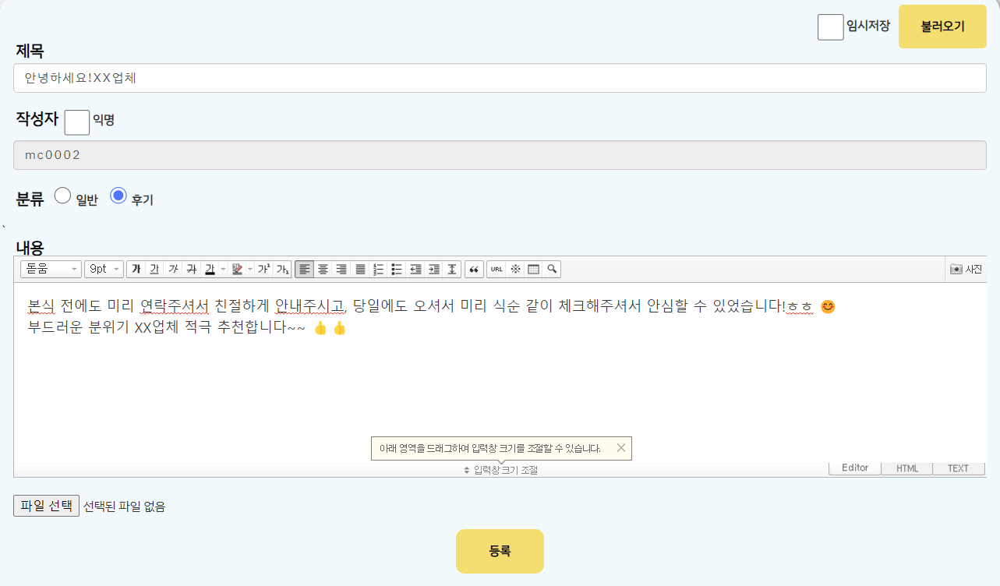 임시저장 불러오기
제목
안녕하세요!XX업체
작성자 익명
mc0002
분류 일반 후기
`
내용
돋움 9pt 가 가 가 가 가 가¹ 가₁ URL ※ 사진
본식 전에도 미리 연락주셔서 친절하게 안내주시고, 당일에도 오셔서 미리 식순 같이 체크해주셔서 안심할 수 있었습니다!ㅎㅎ 😊
부드러운 분위기 XX업체 적극 추천합니다~~ 👍👍
아래 영역을 드래그하여 입력창 크기를 조절할 수 있습니다.
입력창 크기 조절 Editor HTML TEXT
파일 선택 선택된 파일 없음
등록